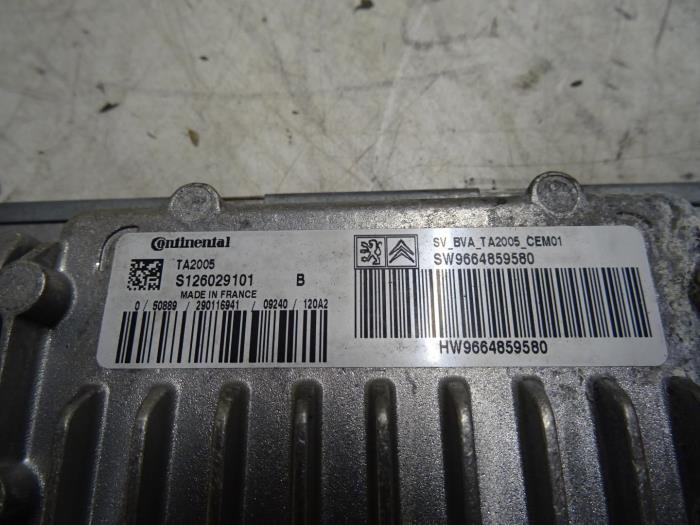 Continental
TA2005
S126029101 B
MADE IN FRANCE
0 / 50889 / 290116941 / 09240 / 120A2
SV_BVA_TA2005_CEM01
SW9664859580
HW9664859580